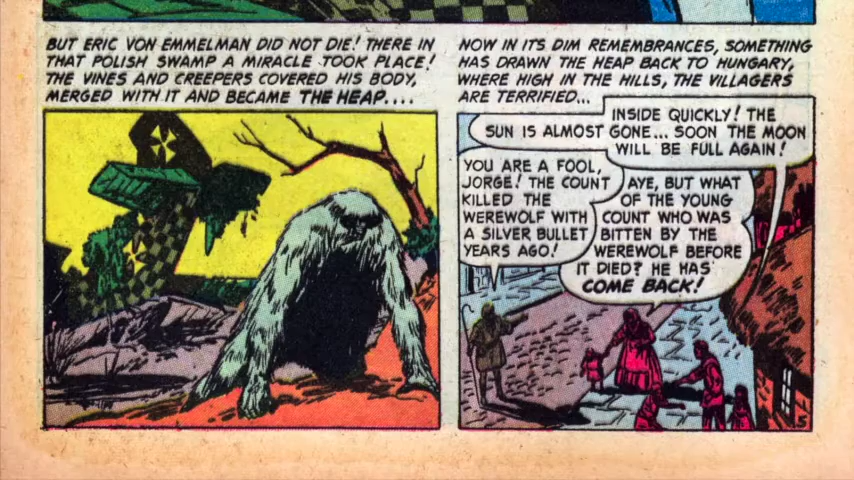 BUT ERIC VON EMMELMAN DID NOT DIE! THERE IN
THAT POLISH SWAMP A MIRACLE TOOK PLACE!
THE VINES AND CREEPERS COVERED HIS BODY,
MERGED WITH IT AND BECAME THE HEAP....
NOW IN ITS DIM REMEMBRANCES, SOMETHING
HAS DRAWN THE HEAP BACK TO HUNGARY,
WHERE HIGH IN THE HILLS, THE VILLAGERS
ARE TERRIFIED...
INSIDE QUICKLY! THE
SUN IS ALMOST GONE... SOON THE MOON
WILL BE FULL AGAIN!
YOU ARE A FOOL,
JORGE! THE COUNT
KILLED THE
WEREWOLF WITH
A SILVER BULLET
YEARS AGO!
AYE, BUT WHAT
OF THE YOUNG
COUNT WHO WAS
BITTEN BY THE
WEREWOLF BEFORE
IT DIED? HE HAS
COME BACK!
5